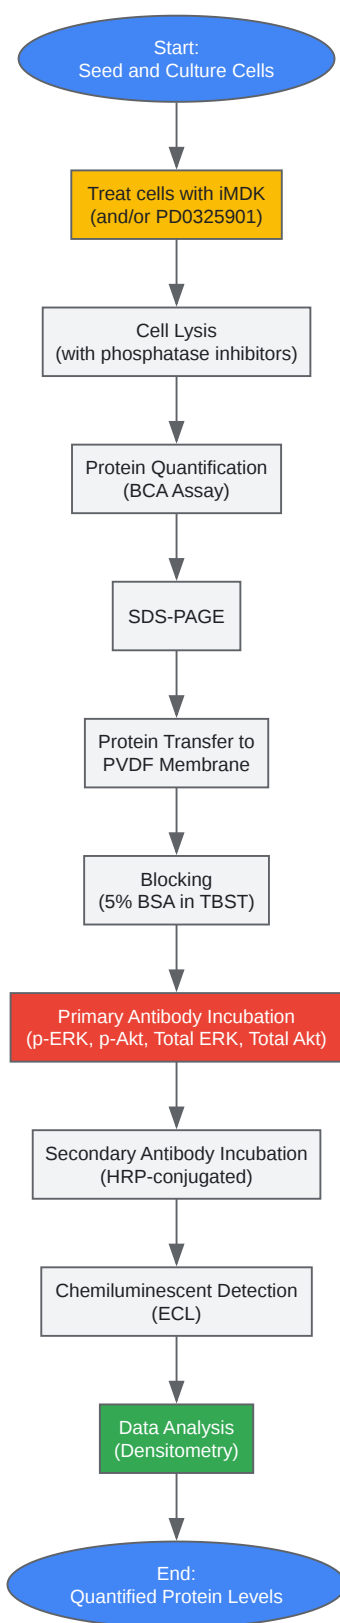 Start:
Seed and Culture Cells
Treat cells with iMDK
(and/or PD0325901)
Cell Lysis
(with phosphatase inhibitors)
Protein Quantification
(BCA Assay)
SDS-PAGE
Protein Transfer to
PVDF Membrane
Blocking
(5% BSA in TBST)
Primary Antibody Incubation
(p-ERK, p-Akt, Total ERK, Total Akt)
Secondary Antibody Incubation
(HRP-conjugated)
Chemiluminescent Detection
(ECL)
Data Analysis
(Densitometry)
End:
Quantified Protein Levels